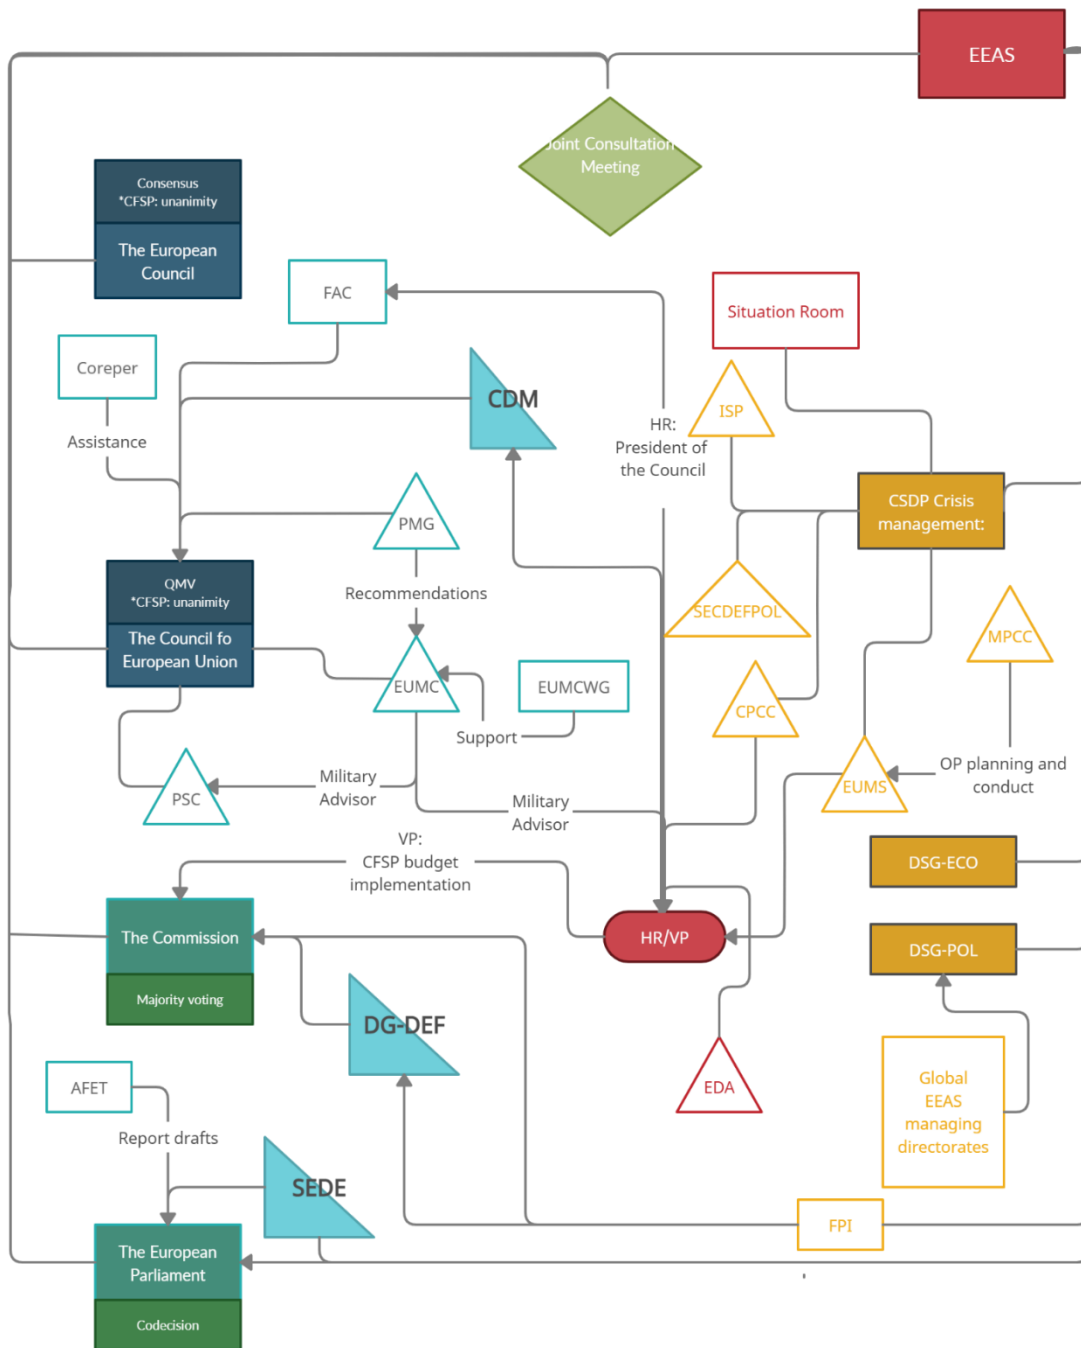 EEAS
Joint Consultation
Meeting
Consensus
*CFSP: unanimity
The European
Council
FAC
Situation Room
Coreper
CDM
ISP
Assistance
HR:
President of
the Council
CSDP Crisis
management:
PMG
QMV
*CFSP: unanimity
Recommendations
SECDEFPOL
The Council fo
European Union
MPCC
EUMC
EUMCWG
CPCC
Support
OP planning and
conduct
Military
Advisor
PSC
EUMS
Military
Advisor
VP:
CFSP budget
implementation
DSG-ECO
The Commission
HR/VP
DSG-POL
Majority voting
DG-DEF
AFET
EDA
Global
EEAS
managing
directorates
Report drafts
SEDE
FPI
The European
Parliament
Codecision